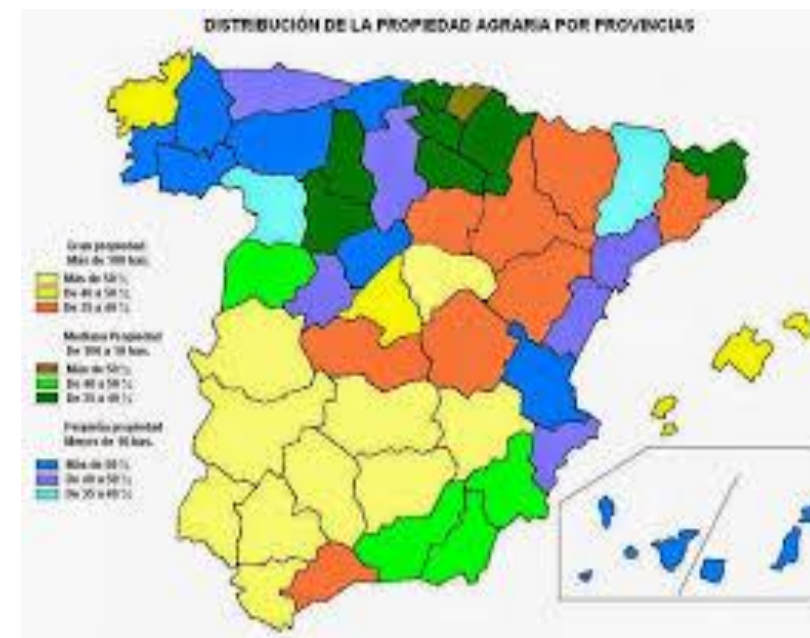 DISTRIBUCIÓN DE LA PROPIEDAD AGRARIA POR PROVINCIAS
Gran propiedad
Más de 100 has.
Más de 50 %
De 40 a 50 %
De 35 a 40 %
Mediana Propiedad
De 100 a 10 has.
Más de 50 %
De 40 a 50 %
De 35 a 40 %
Pequeña propiedad
Menos de 10 has.
Más de 50 %
De 40 a 50 %
De 35 a 40 %